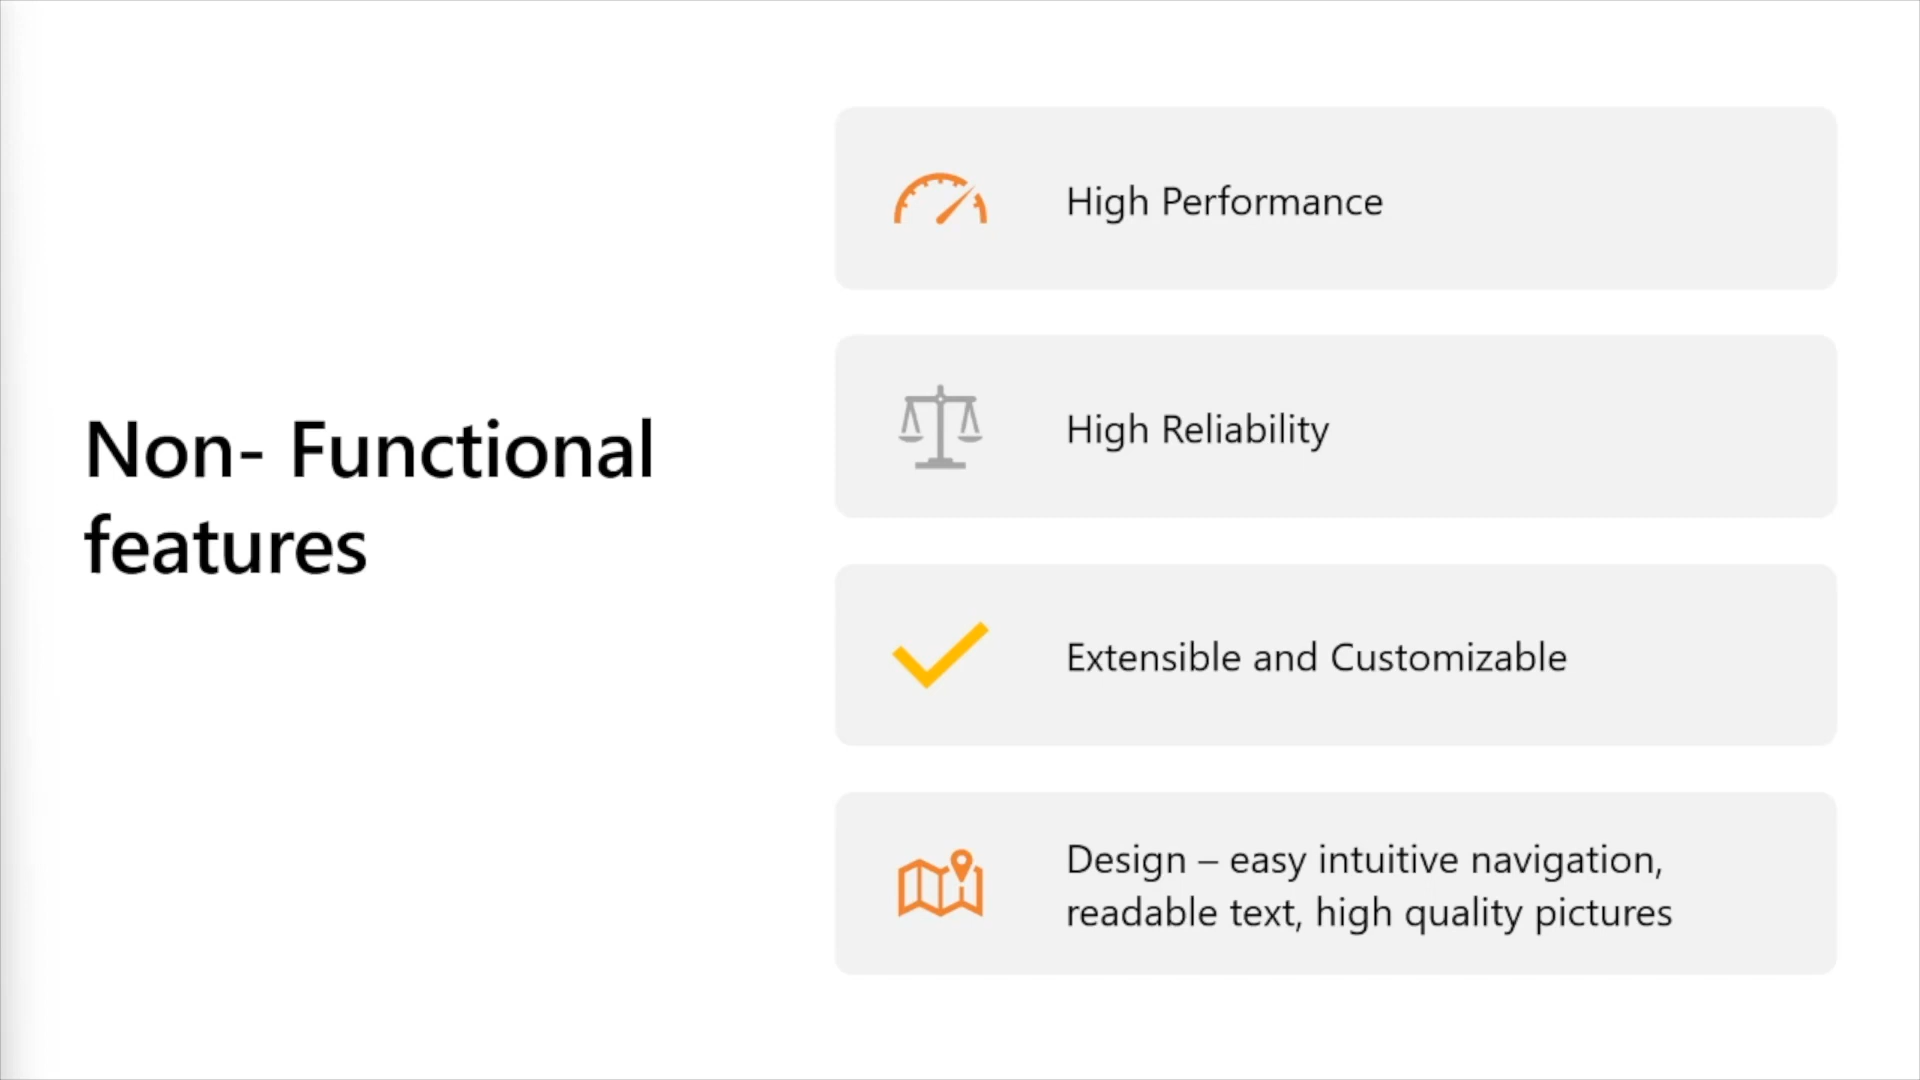 Non- Functional
features
High Performance
High Reliability
Extensible and Customizable
Design – easy intuitive navigation,
readable text, high quality pictures